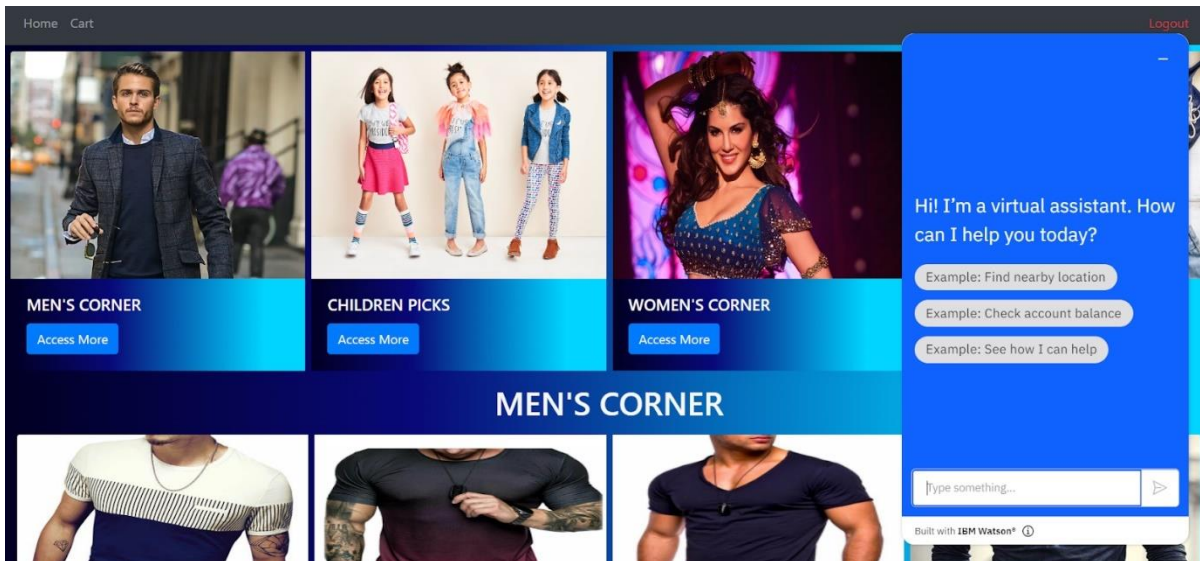 Home Cart Logout
MEN'S CORNER
Access More
CHILDREN PICKS
Access More
WOMEN'S CORNER
Access More
MEN'S CORNER
Hi! I'm a virtual assistant. How
can I help you today?
Example: Find nearby location
Example: Check account balance
Example: See how I can help
Type something...
Built with IBM Watson®